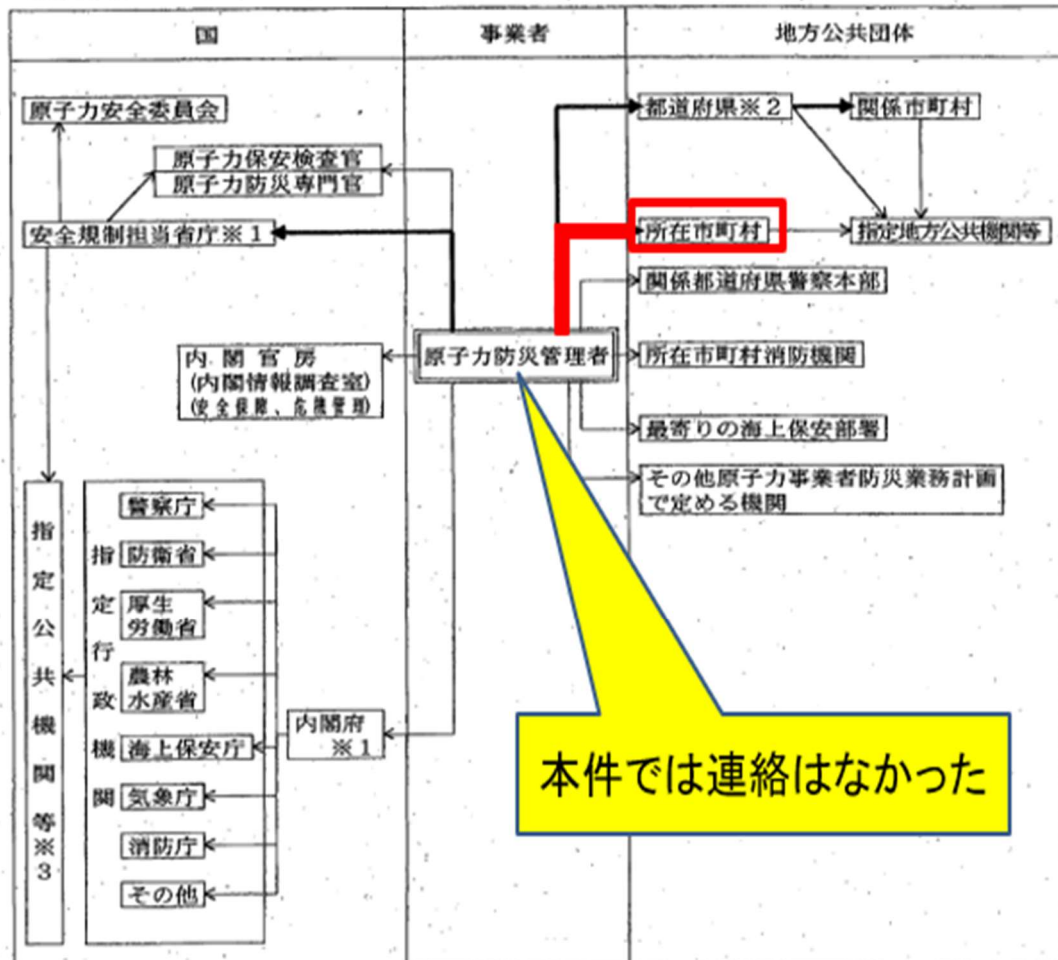 国
事業者
地方公共団体
原子力安全委員会
原子力保安検査官
原子力防災専門官
安全規制担当省庁※1
都道府県※2
関係市町村
所在市町村
指定地方公共機関等
関係都道府県警察本部
原子力防災管理者
所在市町村消防機関
内閣官房
(内閣情報調査室)
(安全保障、危機管理)
最寄りの海上保安部署
その他原子力事業者防災業務計画
で定める機関
指定公共機関等※3
指定行政機関
警察庁
防衛省
厚生
労働省
農林
水産省
海上保安庁
気象庁
消防庁
その他
内閣府
※1
本件では連絡はなかった